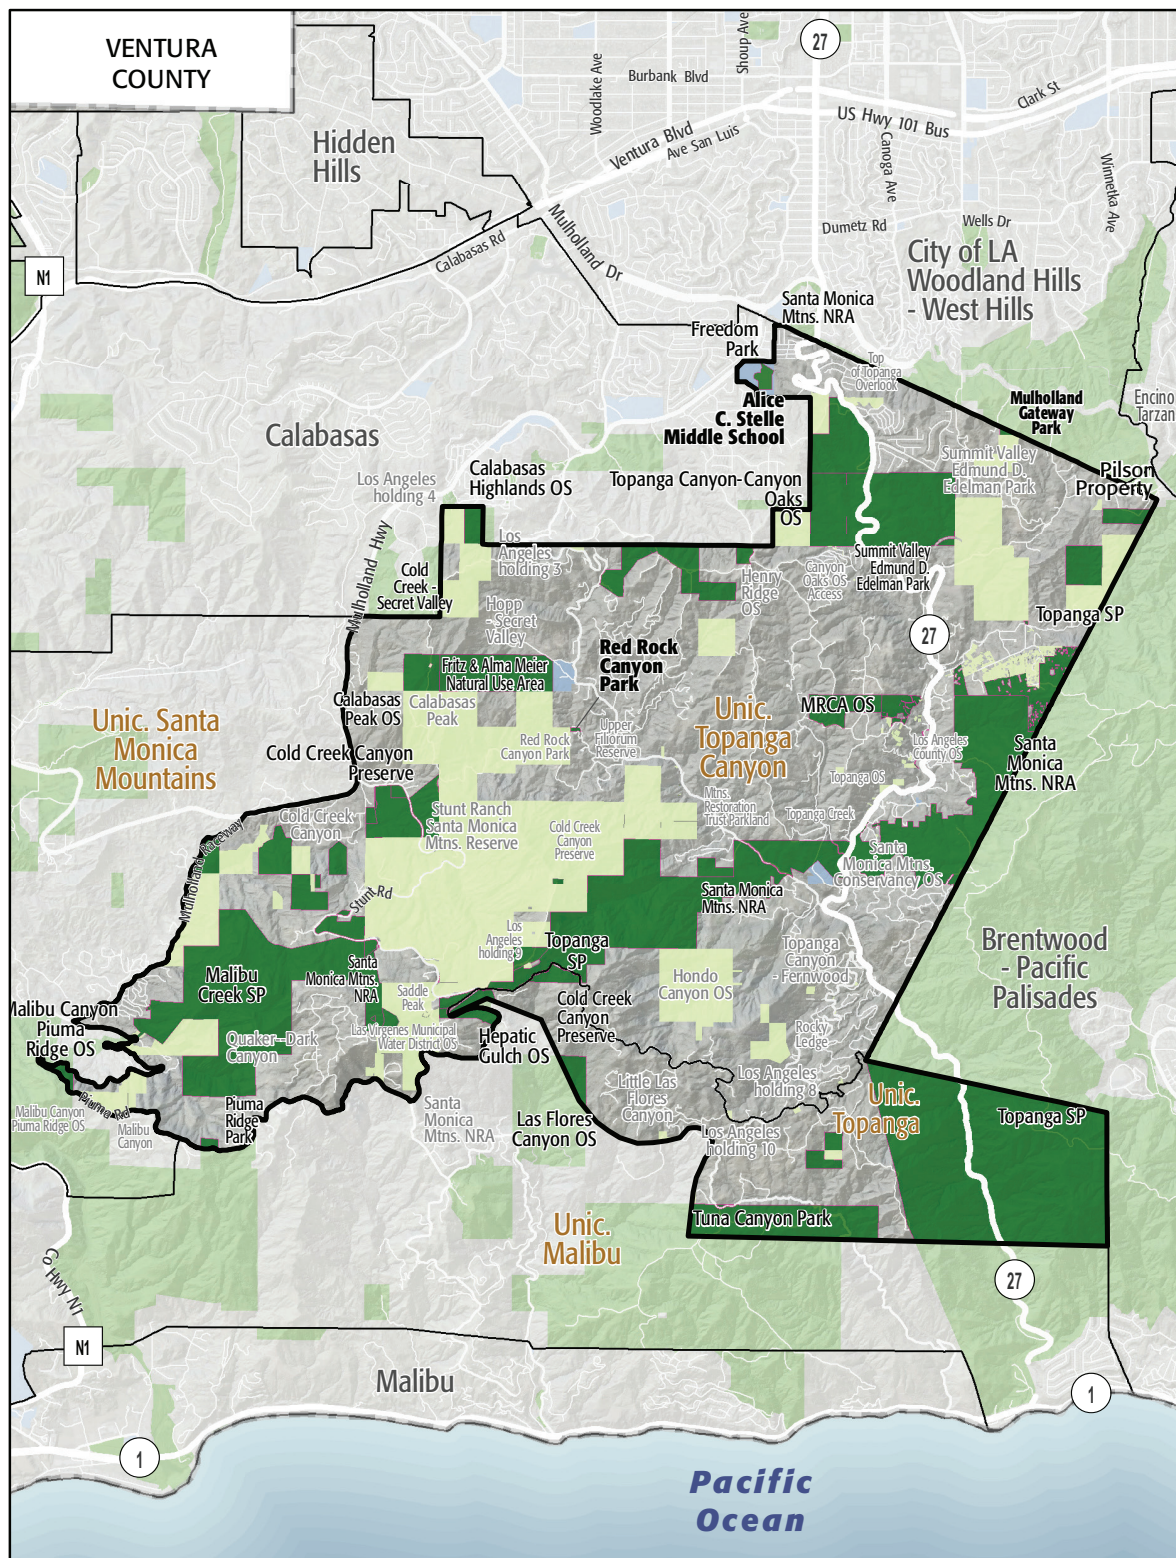 VENTURA
COUNTY
27
Shoup Ave
Woodlake Ave
Burbank Blvd
Clark St
US Hwy 101 Bus
Ventura Blvd
Ave San Luis
Canoga Ave
Winnetka Ave
Hidden
Hills
Mulholland Dr
Dumetz Rd
Wells Dr
Calabasas Rd
N1
City of LA
Woodland Hills
- West Hills
Santa Monica
Mtns. NRA
Freedom
Park
Top
of Topanga
Overlook
Alice
C. Stelle
Middle School
Mulholland
Gateway
Park
Encino
Tarzan
Calabasas
Summit Valley
Edmund D.
Edelman Park
Pilson
Property
Los Angeles
holding 4
Calabasas
Highlands OS
Topanga Canyon-Canyon
Oaks
OS
Mulholland Hwy
Los
Angeles
holding 3
Cold
Creek -
Secret Valley
Henry
Ridge
OS
Canyon
Oaks OS
Access
Summit Valley
Edmund D.
Edelman Park
Hopp
- Secret
Valley
Topanga SP
27
Red Rock
Canyon
Park
Fritz & Alma Meier
Natural Use Area
Calabasas
Peak OS
Calabasas
Peak
MRCA OS
Unic. Santa
Monica
Mountains
Unic.
Topanga
Canyon
Red Rock
Canyon Park
Upper
Filiorum
Reserve
Los Angeles
County OS
Santa
Monica
Mtns. NRA
Cold Creek Canyon
Preserve
Topanga OS
Mtns.
Restoration
Trust Parkland
Topanga Creek
Cold Creek
Canyon
Stunt Ranch
Santa Monica
Mtns. Reserve
Cold Creek
Canyon
Preserve
Mulholland Raceway
Santa
Monica Mtns.
Conservancy OS
Stunt Rd
Santa Monica
Mtns. NRA
Los
Angeles
holding 9
Topanga
SP
Topanga
Canyon
- Fernwood
Brentwood
- Pacific
Palisades
Malibu
Creek SP
Santa
Monica Mtns.
NRA
Hondo
Canyon OS
Saddle
Peak
Cold Creek
Canyon
Preserve
Malibu Canyon
Piuma
Ridge OS
Quaker--Dark
Canyon
Las Virgenes Municipal
Water District OS
Hepatic
Gulch OS
Rocky
Ledge
Little Las
Flores
Canyon
Los Angeles
holding 8
Piuma Rd
Malibu Canyon
Piuma Ridge OS
Malibu
Canyon
Piuma
Ridge
Park
Santa
Monica
Mtns. NRA
Las Flores
Canyon OS
Unic.
Topanga
Topanga SP
Los Angeles
holding 10
Tuna Canyon Park
Unic.
Malibu
Co Hwy N1
27
N1
Malibu
1
1
Pacific
Ocean